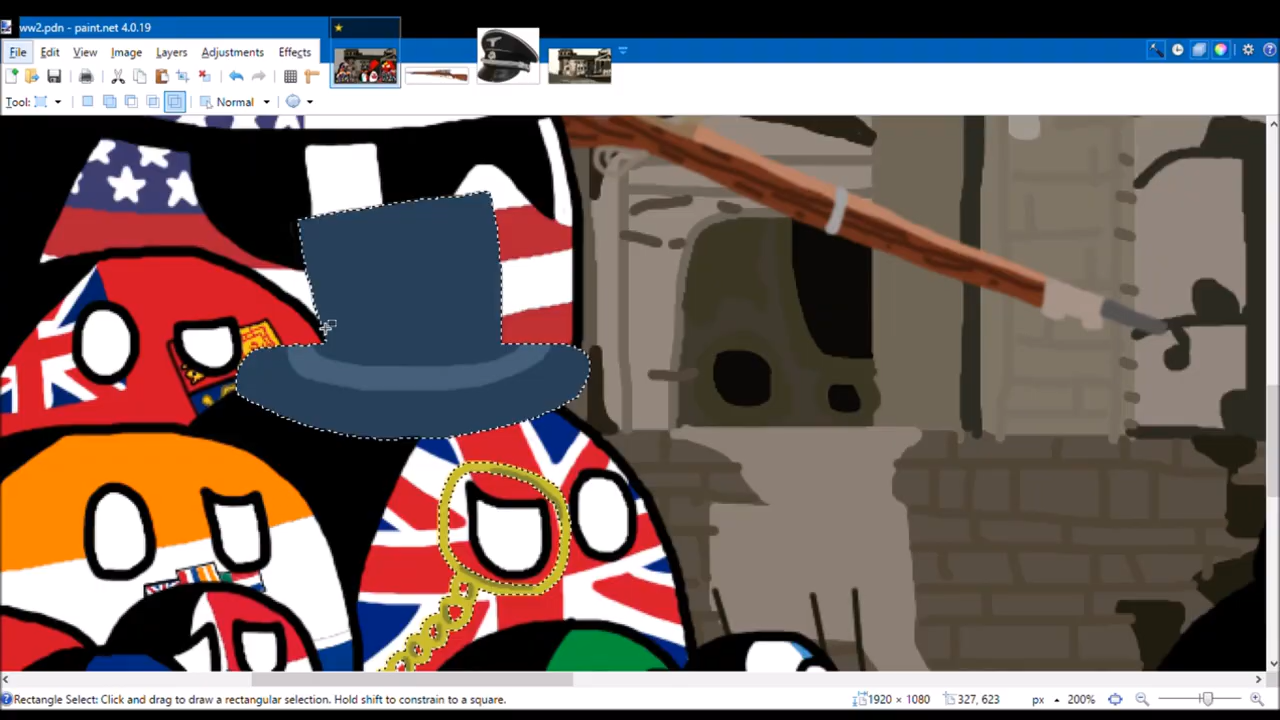 ww2.pdn - paint.net 4.0.19
File Edit View Image Layers Adjustments Effects
Tool: Normal
Rectangle Select: Click and drag to draw a rectangular selection. Hold shift to constrain to a square. 1920 × 1080 327, 623 px 200%